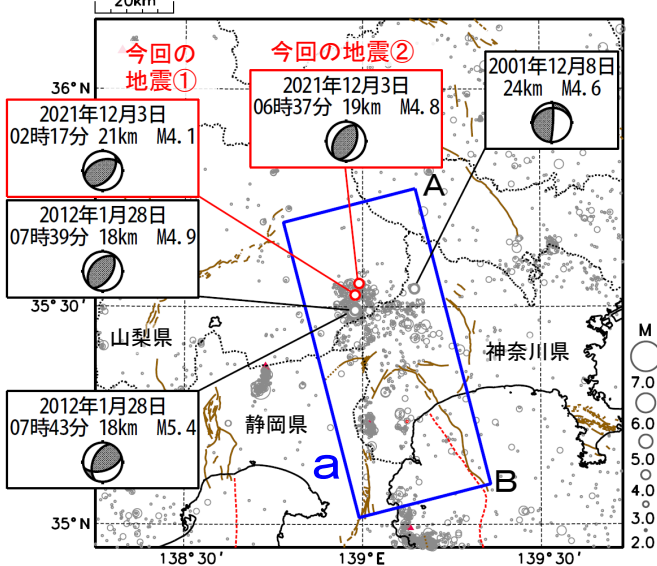 20km
今回の
地震①
今回の地震②
2021年12月3日
06時37分 19km M4.8
2001年12月8日
24km M4.6
2021年12月3日
02時17分 21km M4.1
2012年1月28日
07時39分 18km M4.9
2012年1月28日
07時43分 18km M5.4
36°N
35°30′
35°N
A
B
a
山梨県
神奈川県
静岡県
M
7.0
6.0
5.0
4.0
3.0
2.0
138°30′
139°E
139°30′